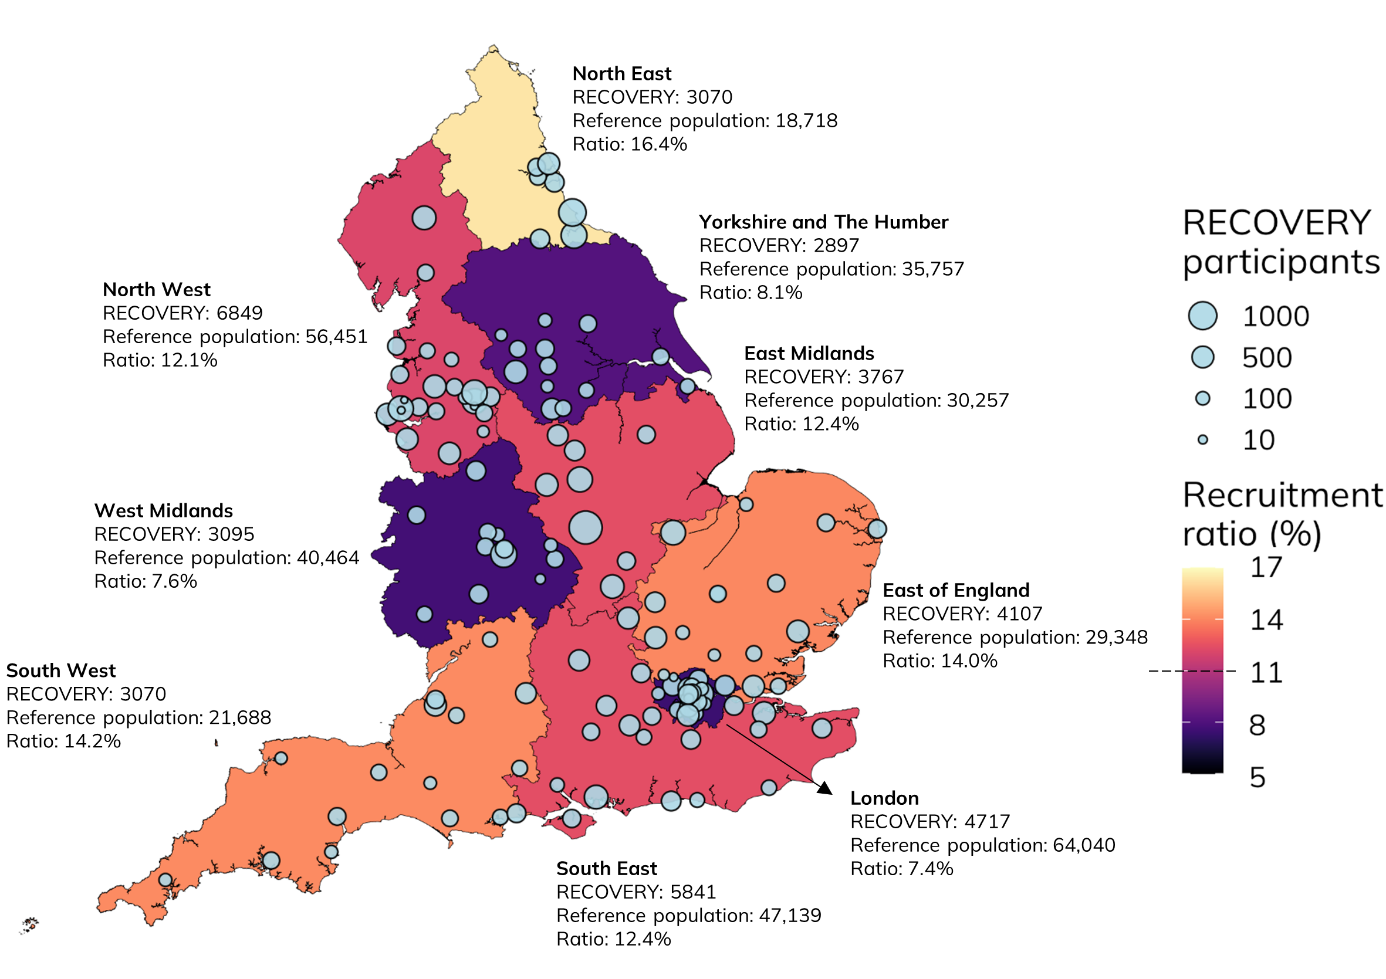 North East
RECOVERY: 3070
Reference population: 18,718
Ratio: 16.4%
Yorkshire and The Humber
RECOVERY: 2897
Reference population: 35,757
Ratio: 8.1%
North West
RECOVERY: 6849
Reference population: 56,451
Ratio: 12.1%
East Midlands
RECOVERY: 3767
Reference population: 30,257
Ratio: 12.4%
West Midlands
RECOVERY: 3095
Reference population: 40,464
Ratio: 7.6%
East of England
RECOVERY: 4107
Reference population: 29,348
Ratio: 14.0%
South West
RECOVERY: 3070
Reference population: 21,688
Ratio: 14.2%
London
RECOVERY: 4717
Reference population: 64,040
Ratio: 7.4%
South East
RECOVERY: 5841
Reference population: 47,139
Ratio: 12.4%
RECOVERY
participants
1000
500
100
10
Recruitment
ratio (%)
17
14
11
8
5